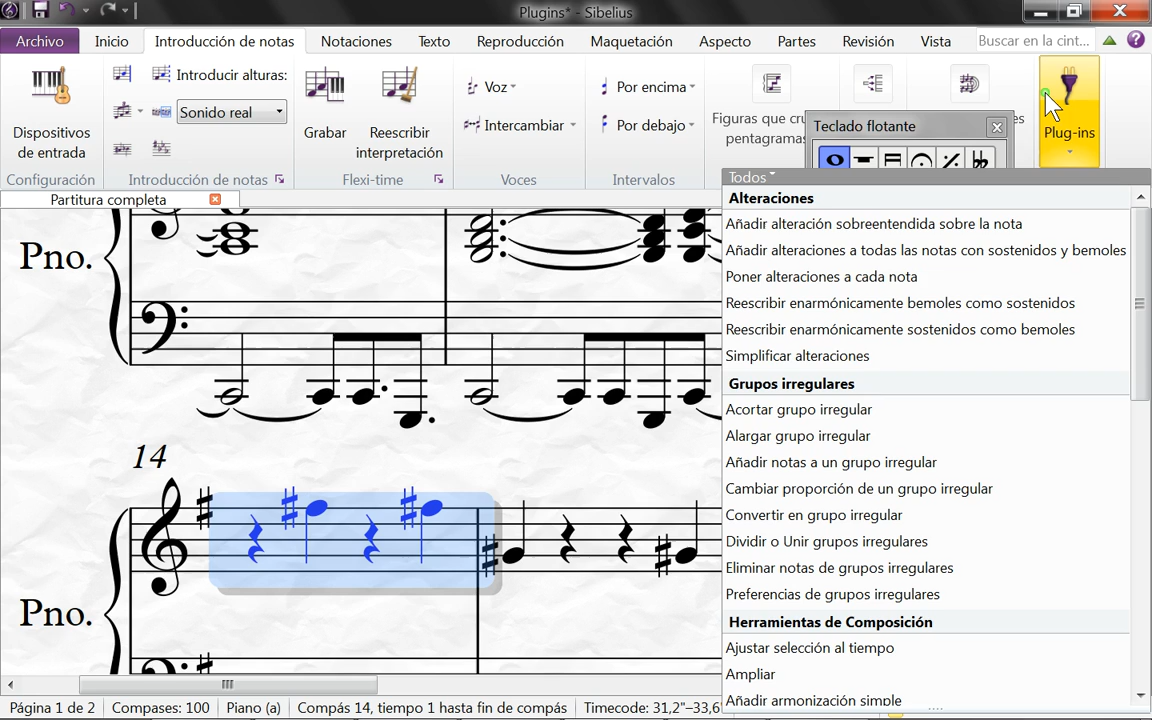 Plugins* - Sibelius
Archivo
Inicio
Introducción de notas
Notaciones
Texto
Reproducción
Maquetación
Aspecto
Partes
Revisión
Vista
Buscar en la cint...
Dispositivos
de entrada
Configuración
Introducir alturas:
Sonido real
Introducción de notas
Grabar
Reescribir
interpretación
Flexi-time
Voz
Intercambiar
Voces
Por encima
Por debajo
Intervalos
Figuras que cru
pentagramas
es
Plug-ins
Teclado flotante
Partitura completa
Todos
Alteraciones
Añadir alteración sobreentendida sobre la nota
Añadir alteraciones a todas las notas con sostenidos y bemoles
Poner alteraciones a cada nota
Reescribir enarmónicamente bemoles como sostenidos
Reescribir enarmónicamente sostenidos como bemoles
Simplificar alteraciones
Grupos irregulares
Acortar grupo irregular
Alargar grupo irregular
Añadir notas a un grupo irregular
Cambiar proporción de un grupo irregular
Convertir en grupo irregular
Dividir o Unir grupos irregulares
Eliminar notas de grupos irregulares
Preferencias de grupos irregulares
Herramientas de Composición
Ajustar selección al tiempo
Ampliar
Añadir armonización simple
Pno.
14
Pno.
Página 1 de 2
Compases: 100
Piano (a)
Compás 14, tiempo 1 hasta fin de compás
Timecode: 31,2"–33,6